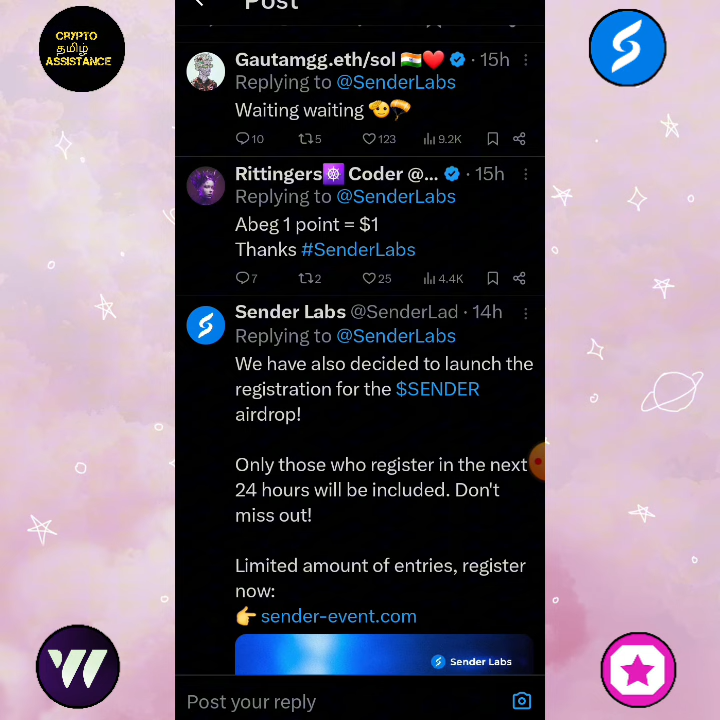 CRYPTO
தமிழ்
ASSISTANCE
Post
Gautamgg.eth/sol 🇮🇳❤️ · 15h
Replying to @SenderLabs
Waiting waiting 🫡🪂
10 5 123 9.2K
Rittingers☸️ Coder @... · 15h
Replying to @SenderLabs
Abeg 1 point = $1
Thanks #SenderLabs
7 2 25 4.4K
Sender Labs @SenderLad · 14h
Replying to @SenderLabs
We have also decided to launch the
registration for the $SENDER
airdrop!
Only those who register in the next
24 hours will be included. Don't
miss out!
Limited amount of entries, register
now:
👉 sender-event.com
Sender Labs
Post your reply